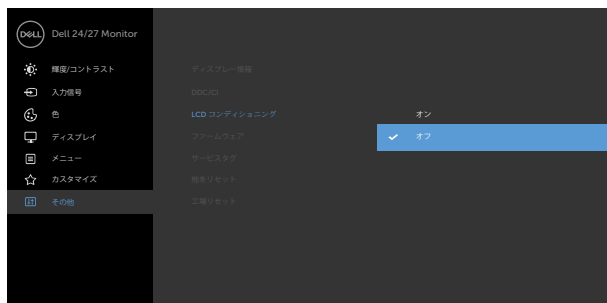 DELL Dell 24/27 Monitor
輝度/コントラスト
ディスプレー情報
入力信号
DDC/CI
色
LCD コンディショニング
オン
ディスプレイ
ファームウェア
オフ
メニュー
サービスタグ
カスタマイズ
他をリセット
その他
工場リセット